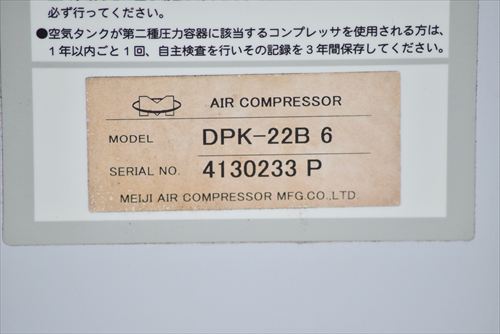 必ず行ってください。
●空気タンクが第二種圧力容器に該当するコンプレッサを使用される方は、
1年以内ごと1回、自主検査を行いその記録を3年間保存してください。
AIR COMPRESSOR
MODEL DPK-22B 6
SERIAL NO. 4130233 P
MEIJI AIR COMPRESSOR MFG.CO.,LTD.